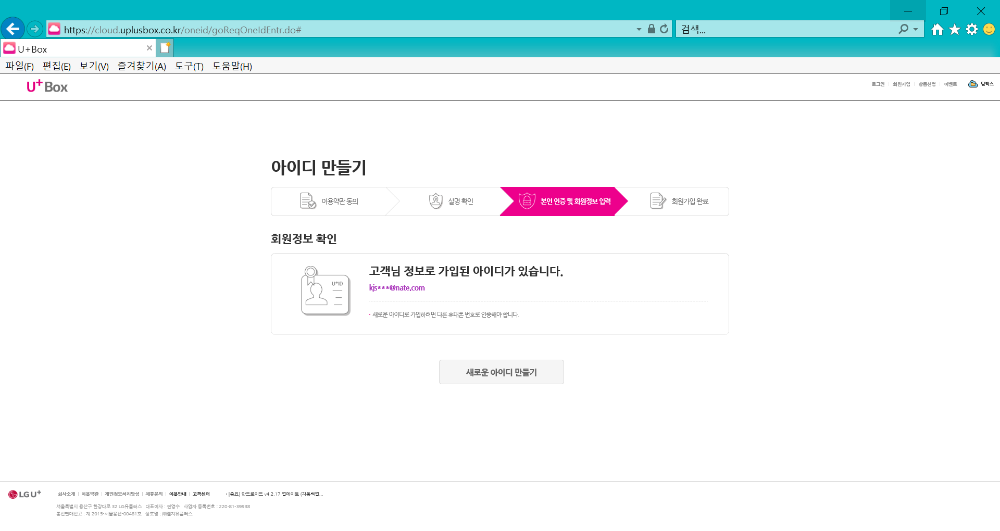 https://cloud.uplusbox.co.kr/oneid/goReqOneIdEntr.do#
검색...
U+Box
파일(F) 편집(E) 보기(V) 즐겨찾기(A) 도구(T) 도움말(H)
U+ Box
로그인 회원가입 상품신청 이벤트 팀박스
아이디 만들기
이용약관 동의
실명 확인
본인 인증 및 회원정보 입력
회원가입 완료
회원정보 확인
U+ID
고객님 정보로 가입된 아이디가 있습니다.
kjs***@nate.com
· 새로운 아이디로 가입하려면 다른 휴대폰 번호로 인증해야 합니다.
새로운 아이디 만들기
LG U+
회사소개 이용약관 개인정보처리방침 제휴문의 이용안내 고객센터
· [중요] 안드로이드 v4.2.17 업데이트 (자동백업...
서울특별시 용산구 한강대로 32 LG유플러스 대표이사 : 권영수 사업자 등록번호 : 220-81-39938
통신판매신고 : 제 2015-서울용산-00481호 상호명 : ㈜엘지유플러스